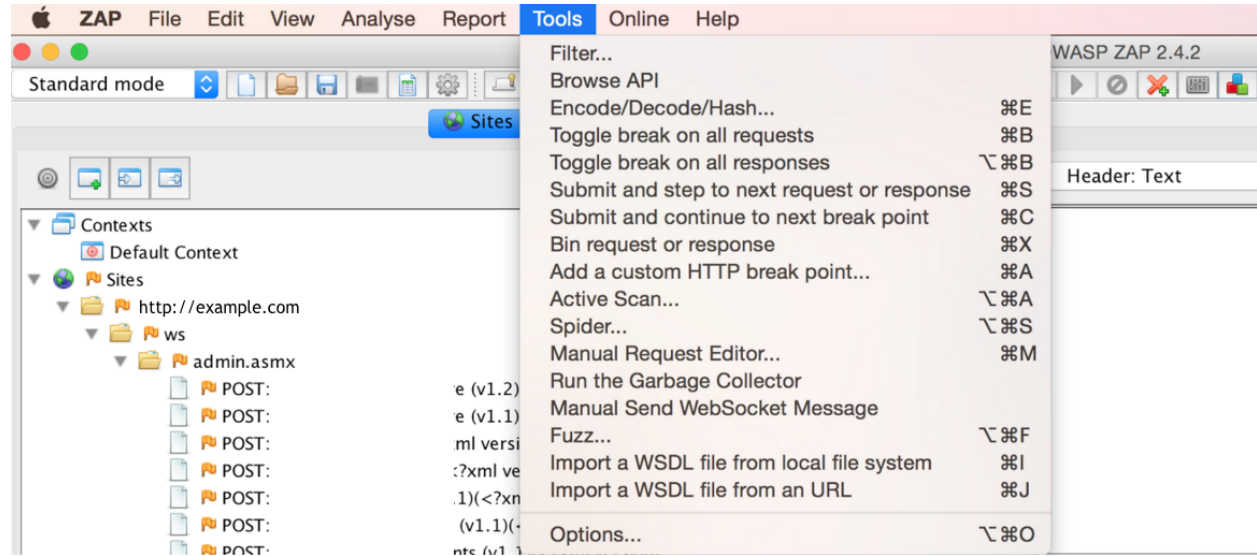 ZAP File Edit View Analyse Report Tools Online Help
WASP ZAP 2.4.2
Standard mode
Sites
Header: Text
Contexts
Default Context
Sites
http://example.com
ws
admin.asmx
POST: e (v1.2)
POST: e (v1.1)
POST: ml versi
POST: <?xml ve
POST: .1)(<?xm
POST: (v1.1)(
POST: nts (v1.
Filter...
Browse API
Encode/Decode/Hash... ⌘E
Toggle break on all requests ⌘B
Toggle break on all responses ⌥⌘B
Submit and step to next request or response ⌘S
Submit and continue to next break point ⌘C
Bin request or response ⌘X
Add a custom HTTP break point... ⌘A
Active Scan... ⌥⌘A
Spider... ⌥⌘S
Manual Request Editor... ⌘M
Run the Garbage Collector
Manual Send WebSocket Message
Fuzz... ⌥⌘F
Import a WSDL file from local file system ⌘I
Import a WSDL file from an URL ⌘J
Options... ⌥⌘O